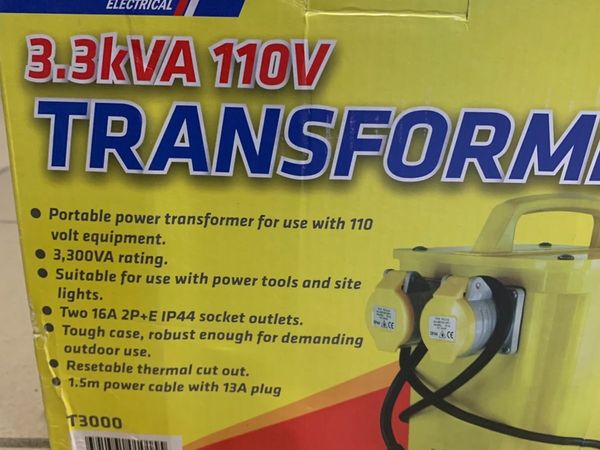 ELECTRICAL
3.3kVA 110V
TRANSFORM
• Portable power transformer for use with 110
volt equipment.
• 3,300VA rating.
• Suitable for use with power tools and site
lights.
• Two 16A 2P+E IP44 socket outlets.
• Tough case, robust enough for demanding
outdoor use.
• Resetable thermal cut out.
• 1.5m power cable with 13A plug
T3000